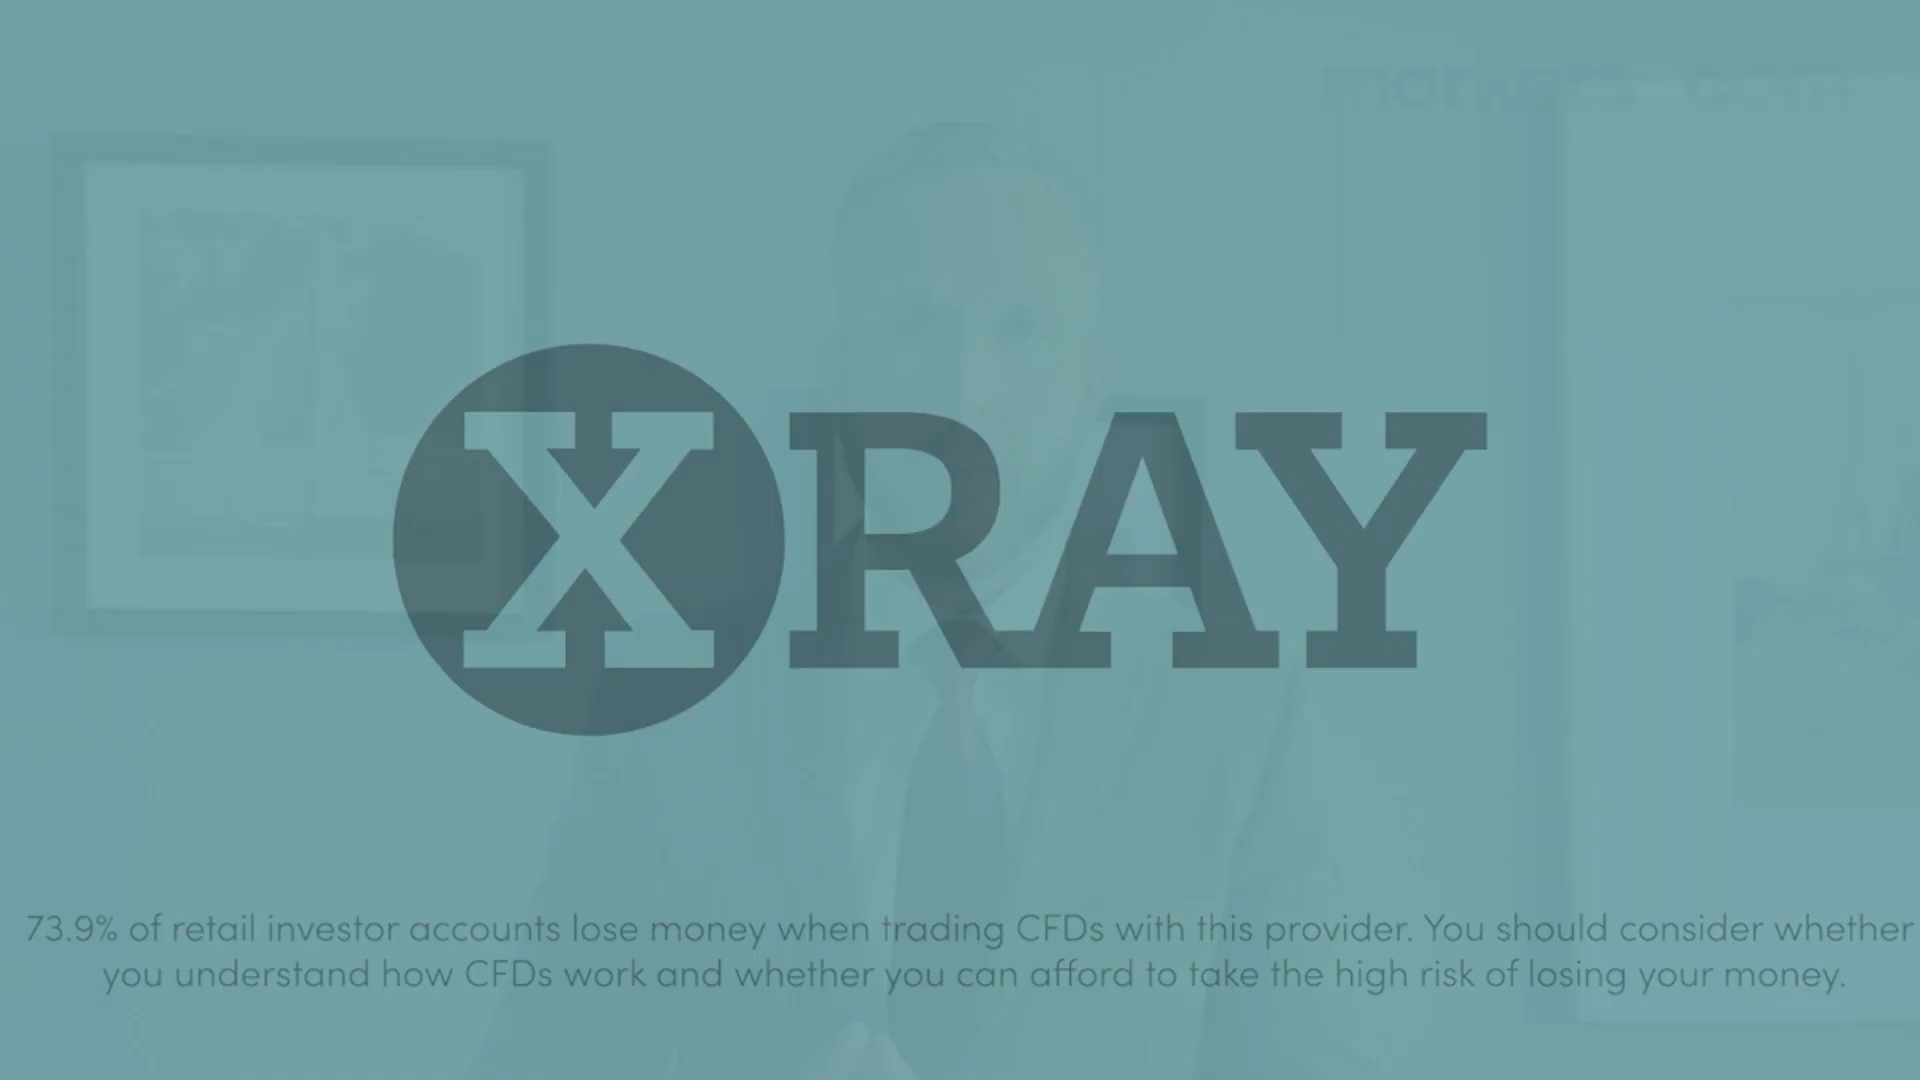 markets.com
XRAY
73.9% of retail investor accounts lose money when trading CFDs with this provider. You should consider whether
you understand how CFDs work and whether you can afford to take the high risk of losing your money.